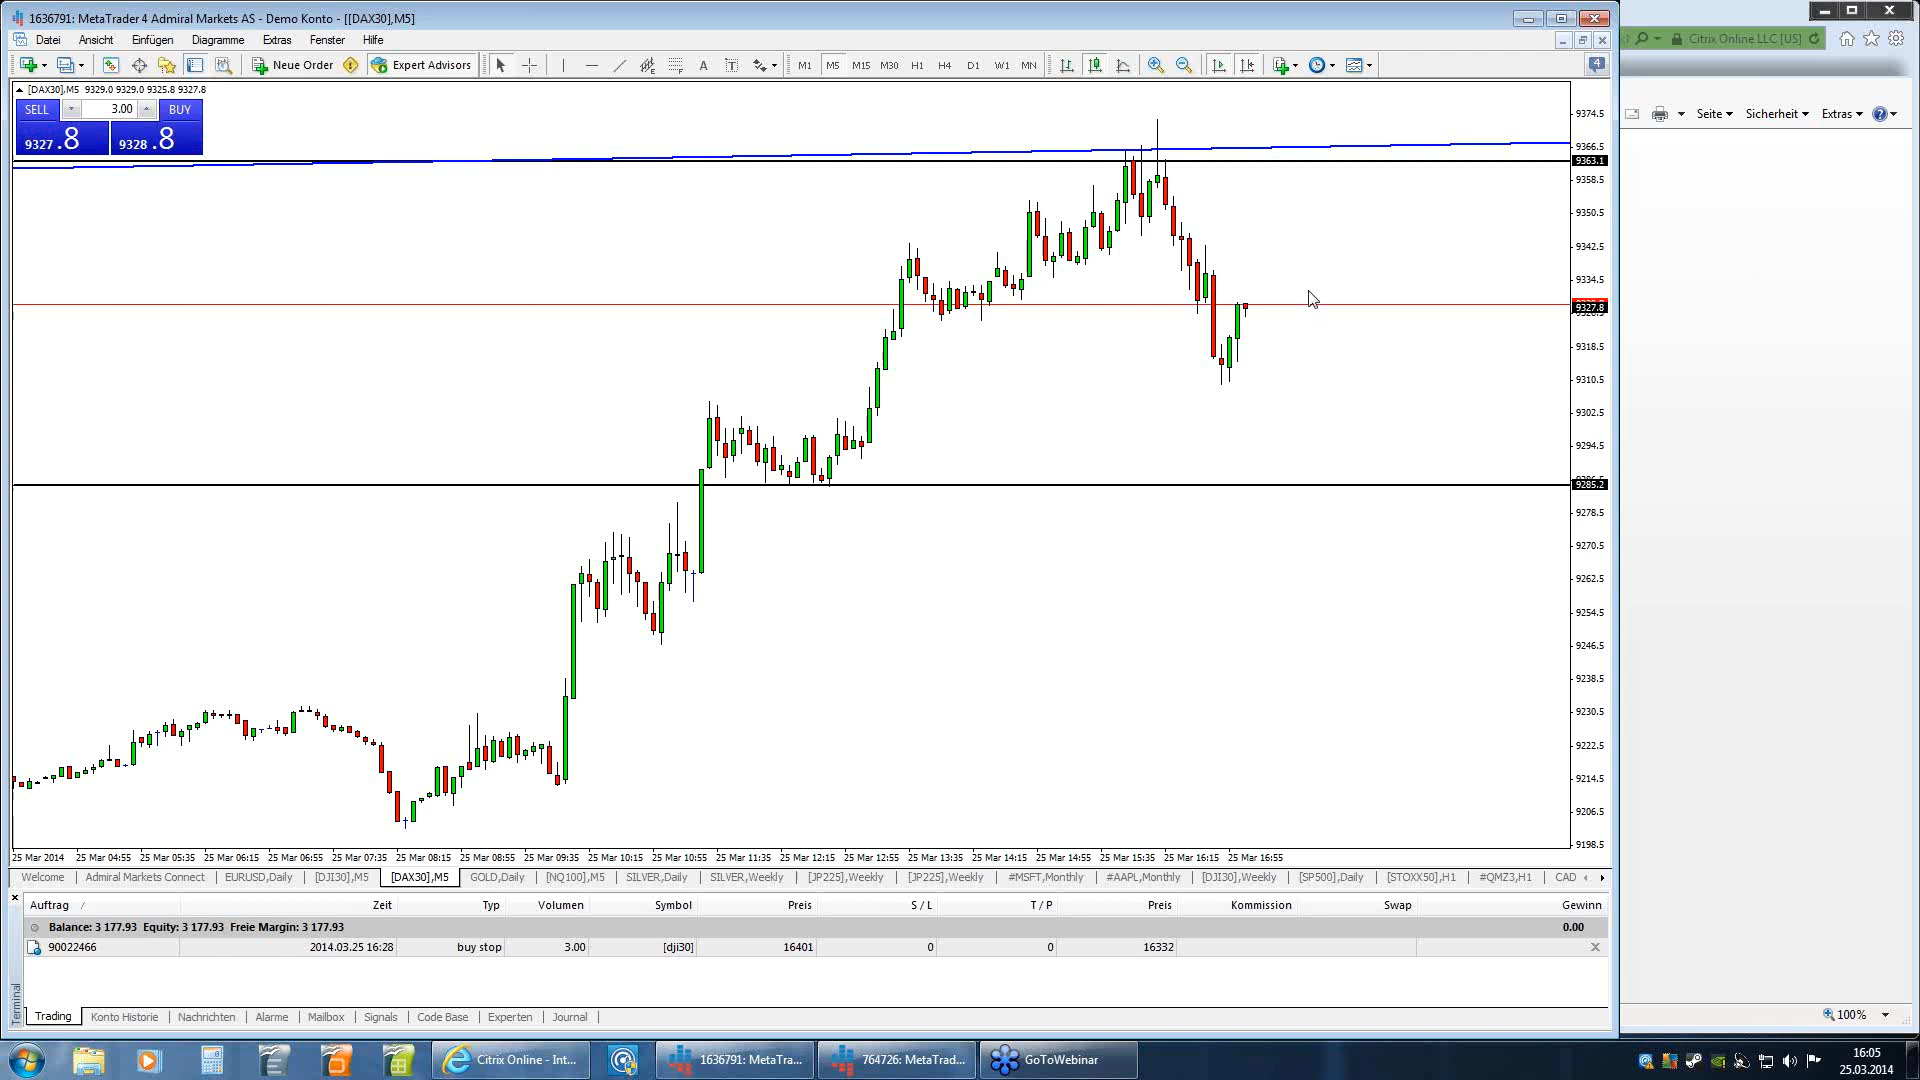 1636791: MetaTrader 4 Admiral Markets AS - Demo Konto - [[DAX30],M5]
Citrix Online LLC [US]
Datei Ansicht Einfügen Diagramme Extras Fenster Hilfe
New Order Expert Advisors A T M1 M5 M15 M30 H1 H4 D1 W1 MN 4
Seite Sicherheit Extras
[DAX30],M5 9329.0 9329.0 9325.8 9327.8
SELL 3.00 BUY
9327.8 9328.8
9374.5
9366.5
9363.1
9358.5
9350.5
9342.5
9334.5
9327.8
9318.5
9310.5
9302.5
9294.5
9285.2
9278.5
9270.5
9262.5
9254.5
9246.5
9238.5
9230.5
9222.5
9214.5
9206.5
9198.5
25 Mar 2014 25 Mar 04:55 25 Mar 05:35 25 Mar 06:15 25 Mar 06:55 25 Mar 07:35 25 Mar 08:15 25 Mar 08:55 25 Mar 09:35 25 Mar 10:15 25 Mar 10:55 25 Mar 11:35 25 Mar 12:15 25 Mar 12:55 25 Mar 13:35 25 Mar 14:15 25 Mar 14:55 25 Mar 15:35 25 Mar 16:15 25 Mar 16:55
Welcome Admiral Markets Connect EURUSD,Daily [DJI30],M5 [DAX30],M5 GOLD,Daily [NQ100],M5 SILVER,Daily SILVER,Weekly [JP225],Weekly [JP225],Weekly #MSFT,Monthly #AAPL,Monthly [DJI30],Weekly [SP500],Daily [STOXX50],H1 #QMZ3,H1 CAD
Auftrag / Zeit Typ Volumen Symbol Preis S / L T / P Preis Kommission Swap Gewinn
Balance: 3 177.93 Equity: 3 177.93 Freie Margin: 3 177.93 0.00
90022466 2014.03.25 16:28 buy stop 3.00 [dji30] 16401 0 0 16332
Terminal
Trading Konto Historie Nachrichten Alarme Mailbox Signals Code Base Experten Journal
100%
Citrix Online - Int... 1636791: MetaTra... 764726: MetaTrad... GoToWebinar
16:05
25.03.2014